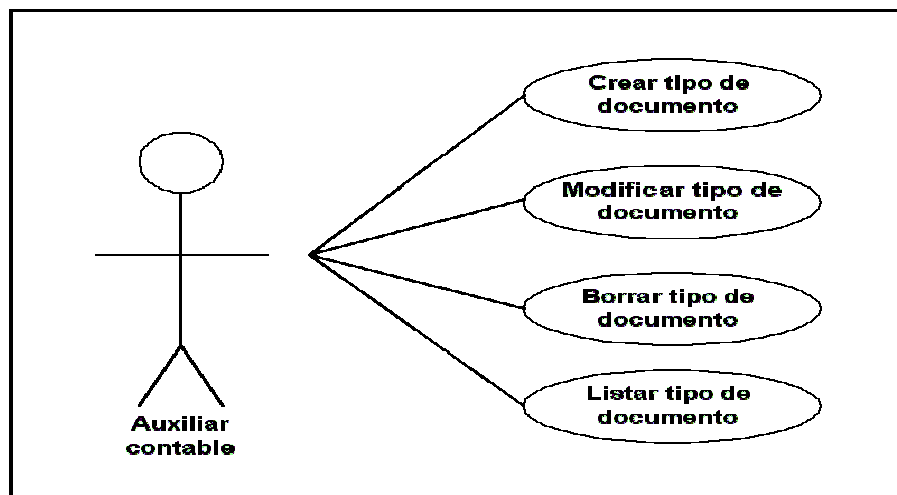 Crear tipo de
documento
Modificar tipo de
documento
Borrar tipo de
documento
Listar tipo de
documento
Auxiliar
contable